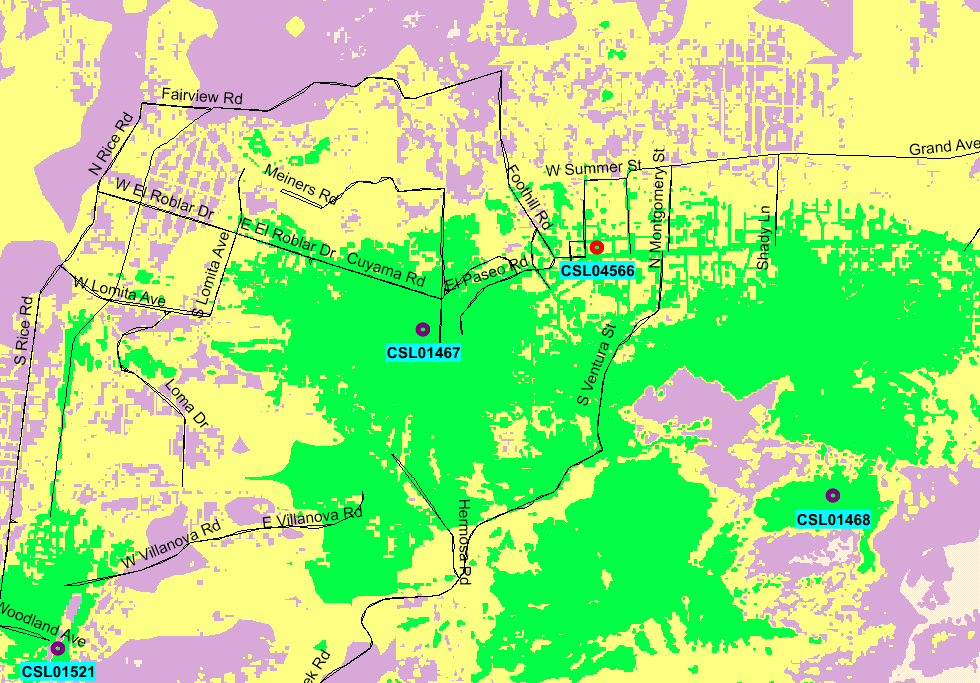 Fairview Rd
N Rice Rd
Grand Ave
W Summer St
Meiners Rd
Foothill Rd
N Montgomery St
W El Roblar Dr
Shady Ln
E El Roblar Dr
Cuyama Rd
El Paseo Rd
CSL04566
S Lomita Ave
W Lomita Ave
S Rice Rd
CSL01467
S Ventura St
Loma Dr
CSL01468
E Villanova Rd
W Villanova Rd
Hermosa Rd
Woodland Ave
CSL01521
ek Rd